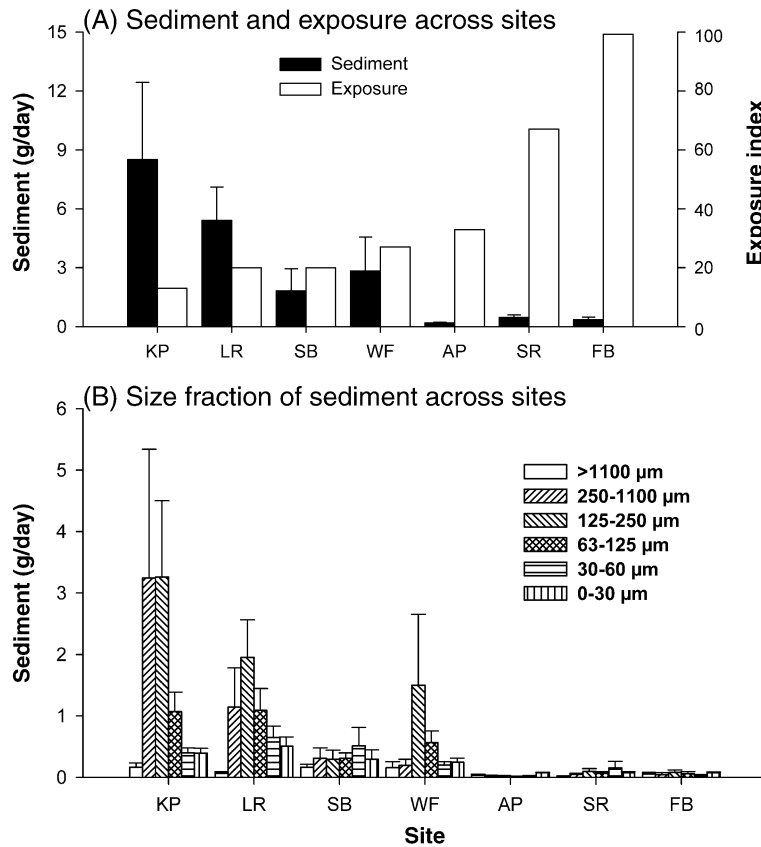 (A) Sediment and exposure across sites
15
12
9
6
3
0
Sediment (g/day)
Sediment
Exposure
100
80
60
40
20
0
Exposure index
KP LR SB WF AP SR FB
(B) Size fraction of sediment across sites
6
5
4
3
2
1
0
Sediment (g/day)
>1100 µm
250-1100 µm
125-250 µm
63-125 µm
30-60 µm
0-30 µm
KP LR SB WF AP SR FB
Site